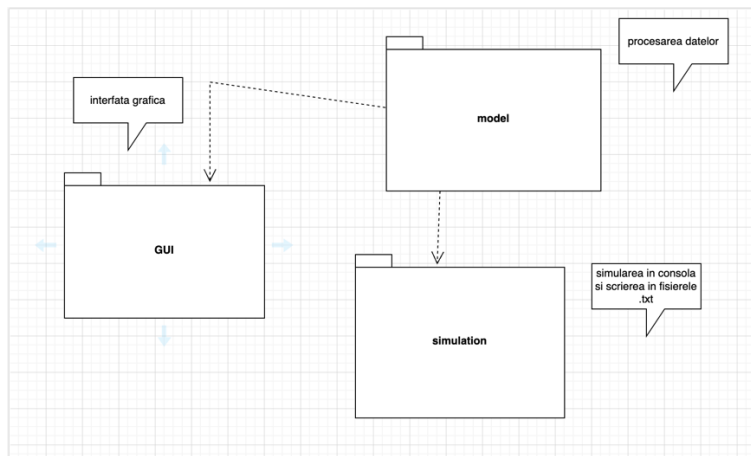 procesarea datelor
interfata grafica
model
GUI
simularea in consola
si scrierea in fisierele
.txt
simulation